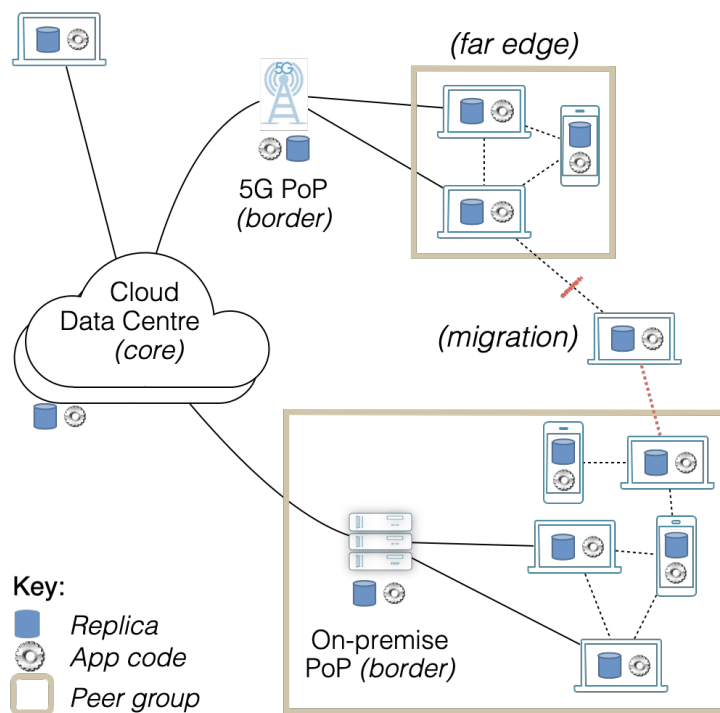 (far edge)
5G
5G PoP
(border)
Cloud
Data Centre
(core)
(migration)
On-premise
PoP (border)
Key:
Replica
App code
Peer group